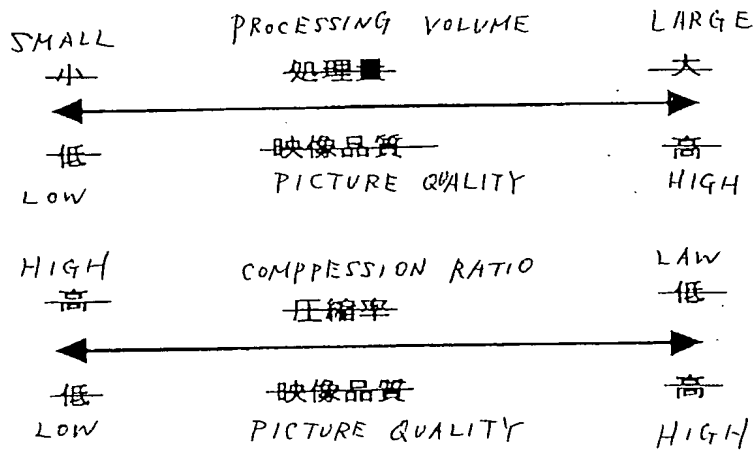 SMALL PROCESSING VOLUME LARGE
小 処理量 大
低 映像品質 高
LOW PICTURE QUALITY HIGH
HIGH COMPPESSION RATIO LAW
高 圧縮率 低
低 映像品質 高
LOW PICTURE QUALITY HIGH